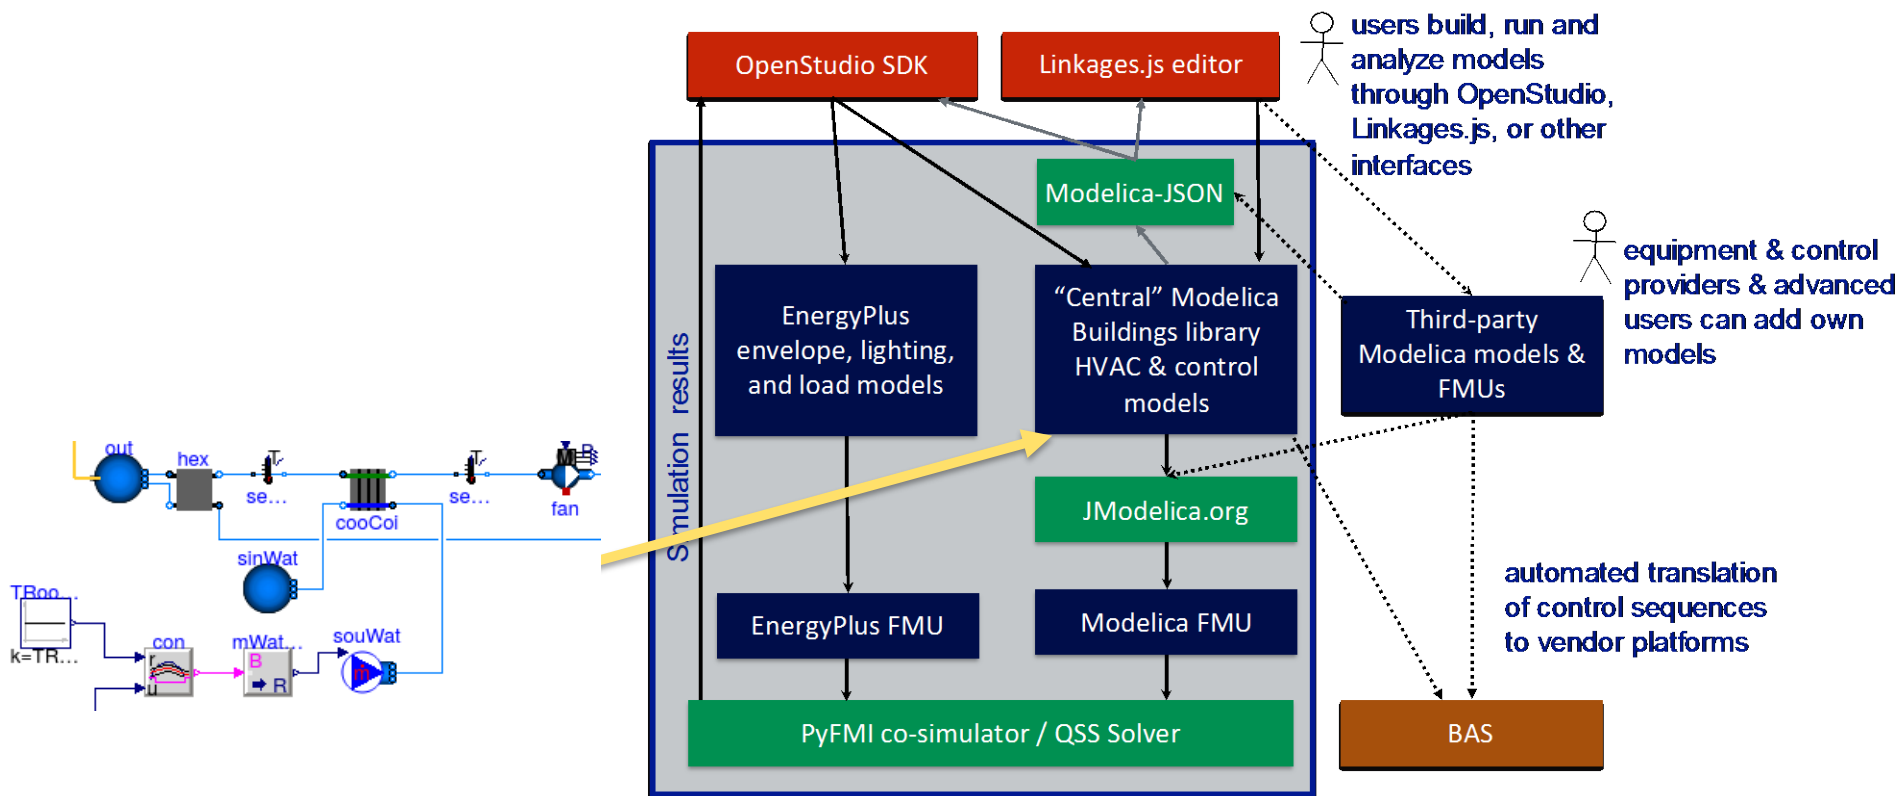 OpenStudio SDK
Linkages.js editor
users build, run and
analyze models
through OpenStudio,
Linkages.js, or other
interfaces
Modelica-JSON
equipment & control
providers & advanced
users can add own
models
EnergyPlus
envelope, lighting,
and load models
“Central” Modelica
Buildings library
HVAC & control
models
Third-party
Modelica models &
FMUs
Simulation results
JModelica.org
EnergyPlus FMU
Modelica FMU
automated translation
of control sequences
to vendor platforms
PyFMI co-simulator / QSS Solver
BAS
out
hex
T
se...
cooCoi
T
se...
M
fan
sinWat
TRoo...
k=TR...
con
r
u
mWat...
B
R
souWat
ṁ